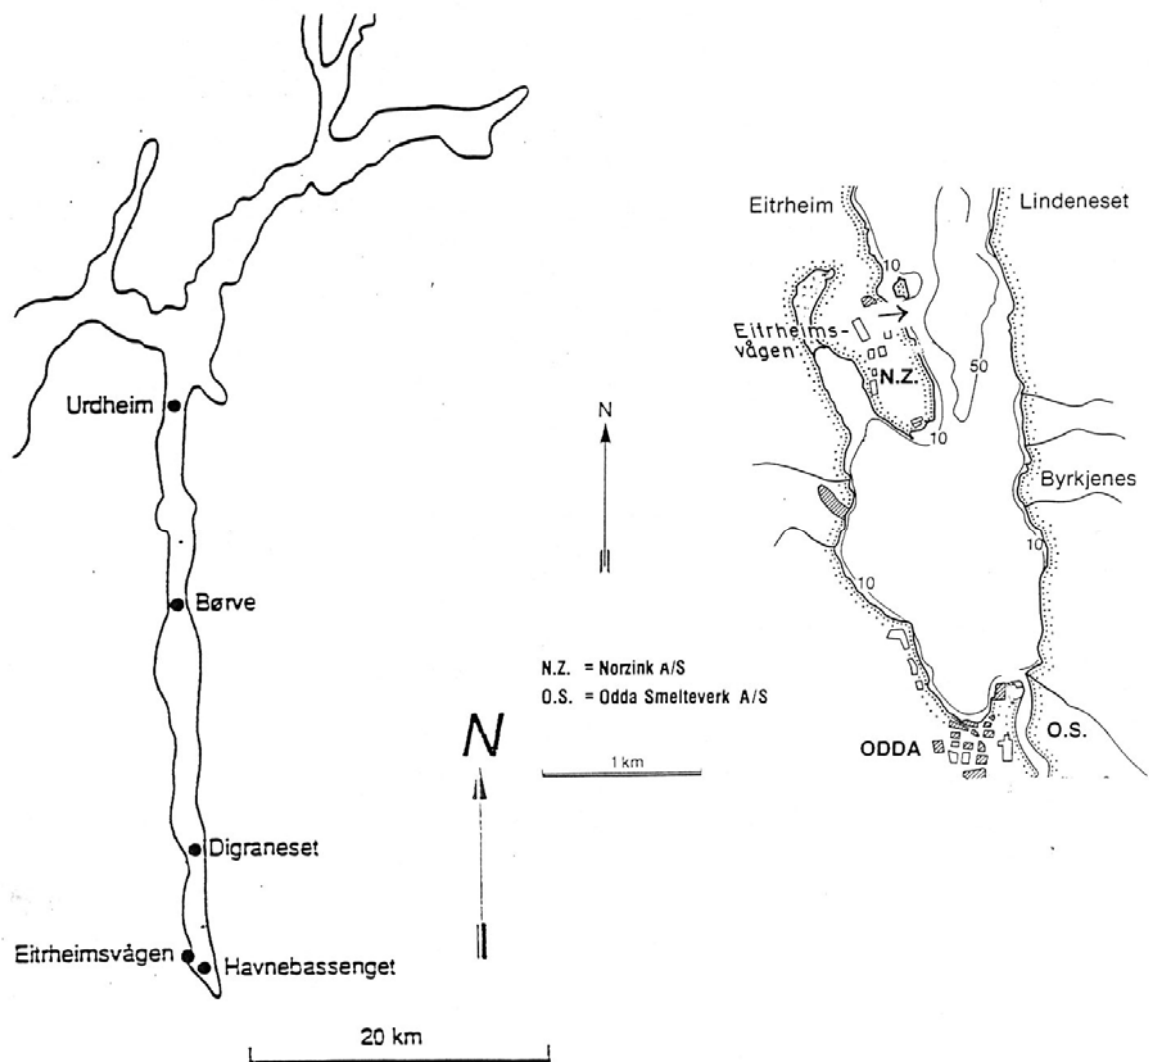 Urdheim
Børve
Digraneset
Eitrheimsvågen
Havnebassenget
N
20 km
Eitrheim
Lindeneset
10
Eitrheims-
vågen
N.Z.
50
10
Byrkjenes
10
10
N
N.Z. = Norzink A/S
O.S. = Odda Smelteverk A/S
1 km
ODDA
O.S.